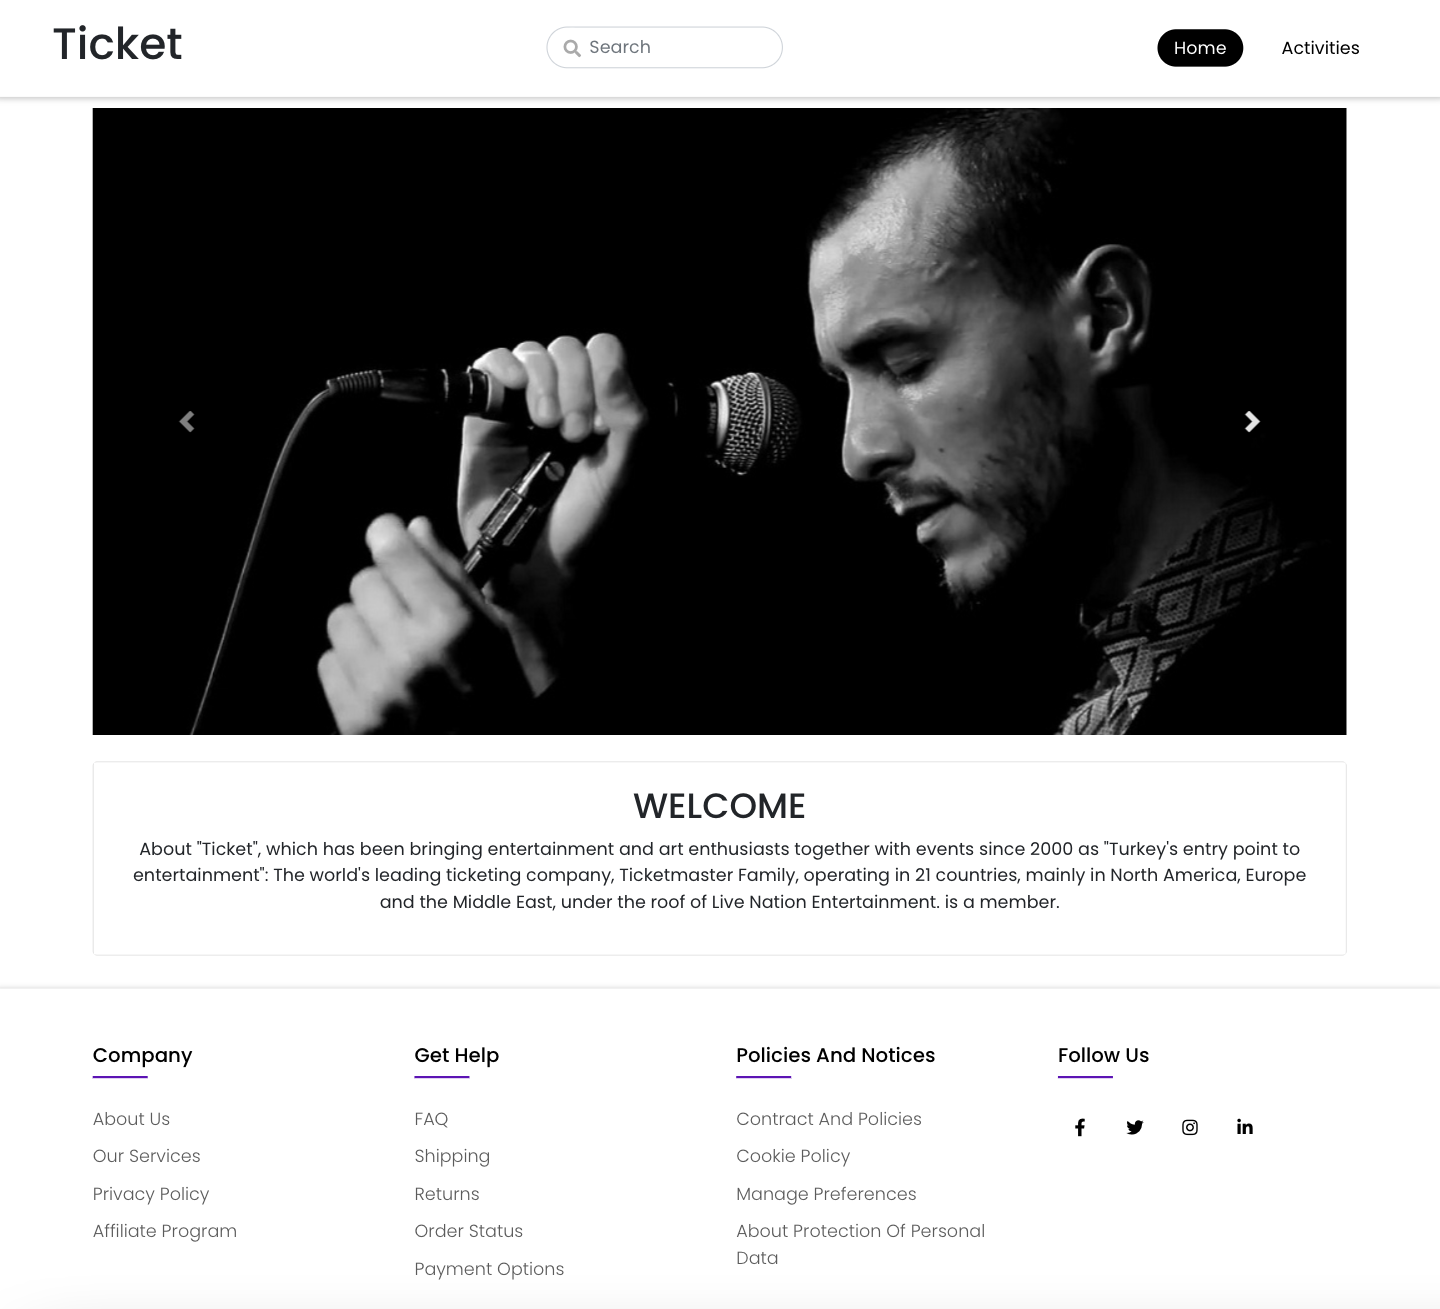 Ticket
Search
Home
Activities
WELCOME
About "Ticket", which has been bringing entertainment and art enthusiasts together with events since 2000 as "Turkey's entry point to
entertainment": The world's leading ticketing company, Ticketmaster Family, operating in 21 countries, mainly in North America, Europe
and the Middle East, under the roof of Live Nation Entertainment. is a member.
Company
About Us
Our Services
Privacy Policy
Affiliate Program
Get Help
FAQ
Shipping
Returns
Order Status
Payment Options
Policies And Notices
Contract And Policies
Cookie Policy
Manage Preferences
About Protection Of Personal
Data
Follow Us